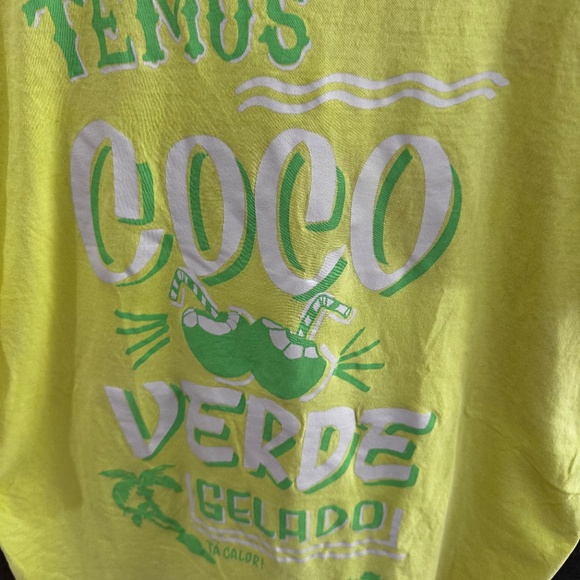 TEMOS
COCO
VERDE
GELADO
TÁ CALOR!